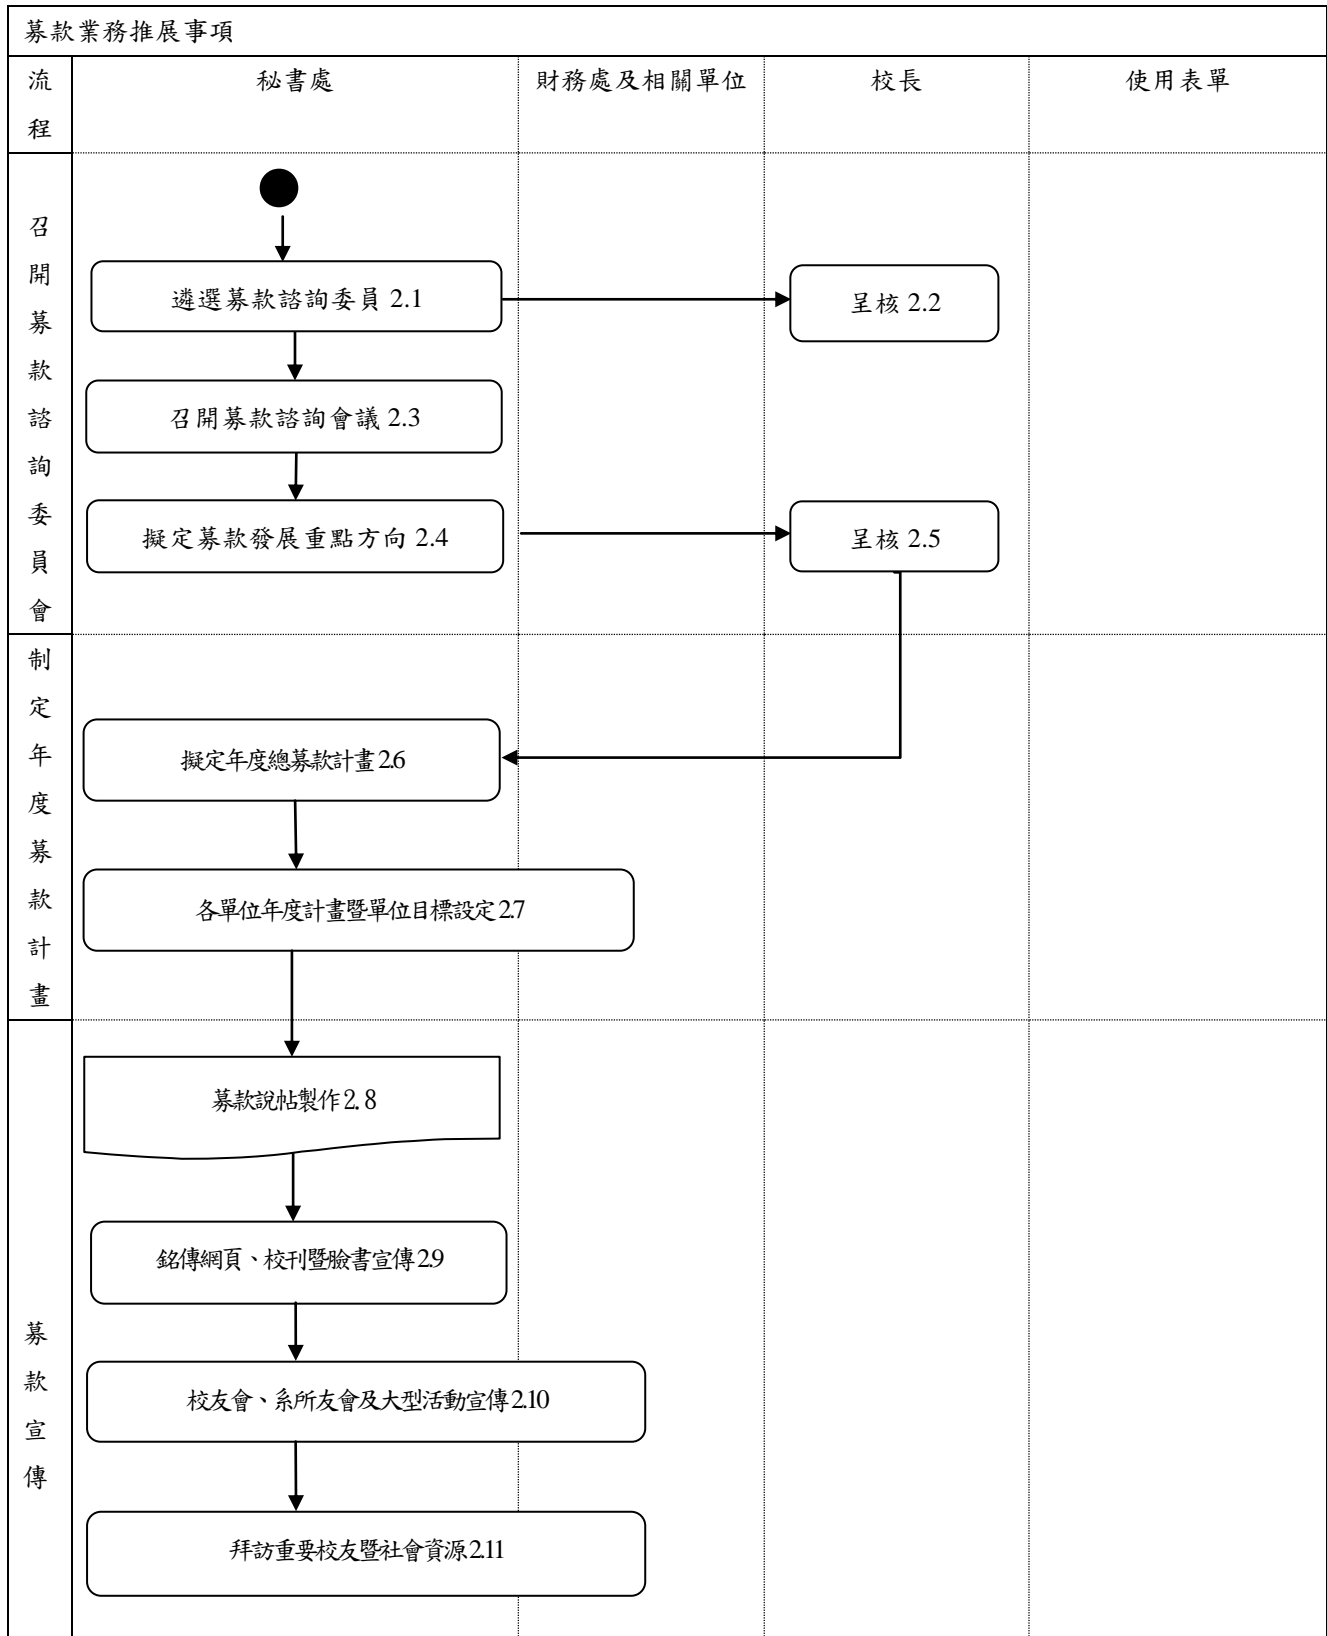 募款業務推展事項
流程
秘書處
財務處及相關單位
校長
使用表單
召開募款諮詢委員會
遴選募款諮詢委員 2.1
呈核 2.2
召開募款諮詢會議 2.3
擬定募款發展重點方向 2.4
呈核 2.5
制定年度募款計畫
擬定年度總募款計畫2.6
各單位年度計畫暨單位目標設定2.7
募款宣傳
募款說帖製作2.8
銘傳網頁、校刊暨臉書宣傳2.9
校友會、系所友會及大型活動宣傳2.10
拜訪重要校友暨社會資源2.11